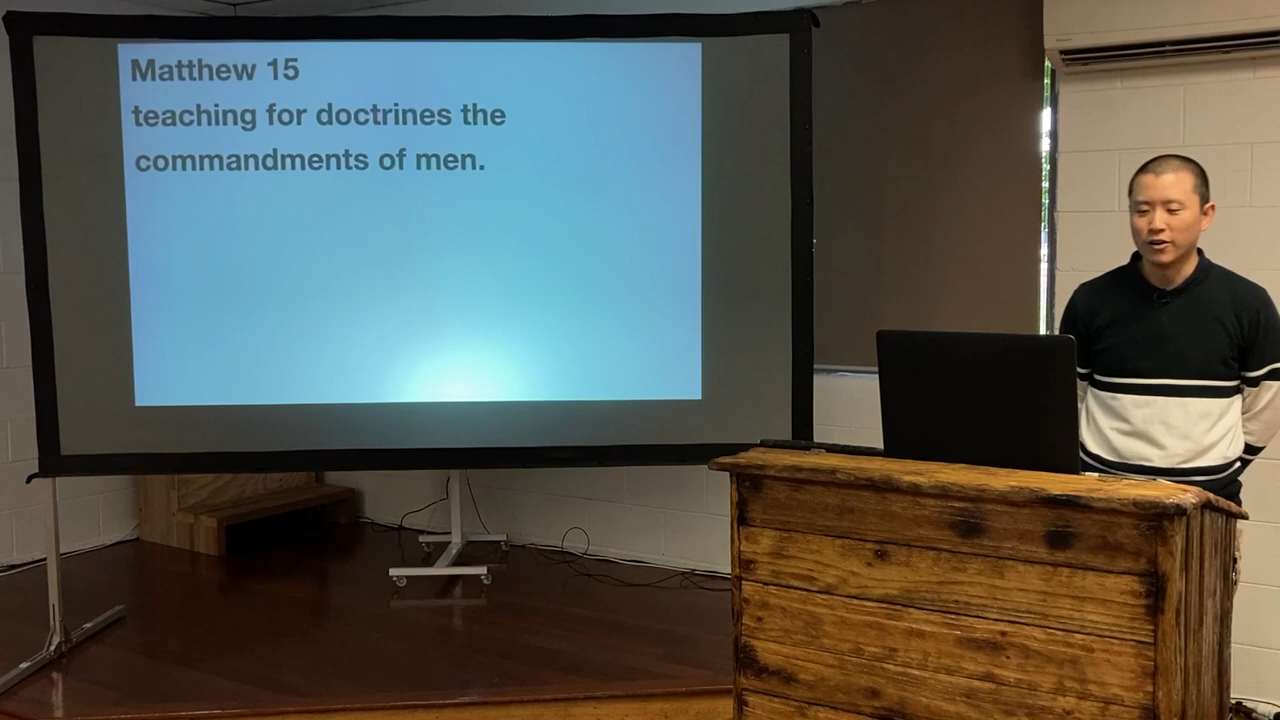 Matthew 15
teaching for doctrines the
commandments of men.